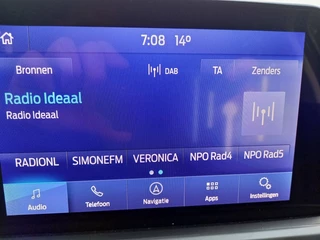 7:08 14°
Bronnen DAB TA Zenders
Radio Ideaal
Radio Ideaal
RADIONL SIMONEFM VERONICA NPO Rad4 NPO Rad5
Audio Telefoon Navigatie Apps Instellingen